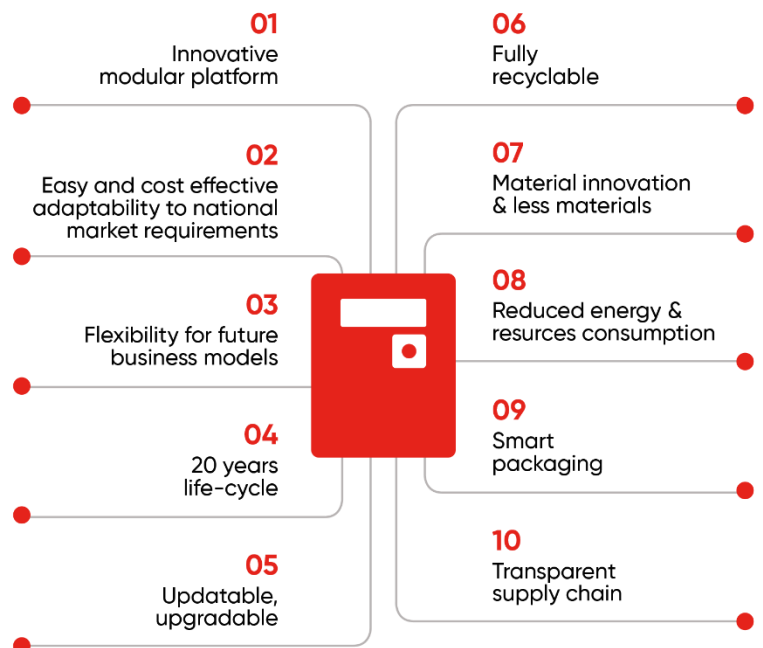 01
Innovative
modular platform
02
Easy and cost effective
adaptability to national
market requirements
03
Flexibility for future
business models
04
20 years
life-cycle
05
Updatable,
upgradable
06
Fully
recyclable
07
Material innovation
& less materials
08
Reduced energy &
resurces consumption
09
Smart
packaging
10
Transparent
supply chain